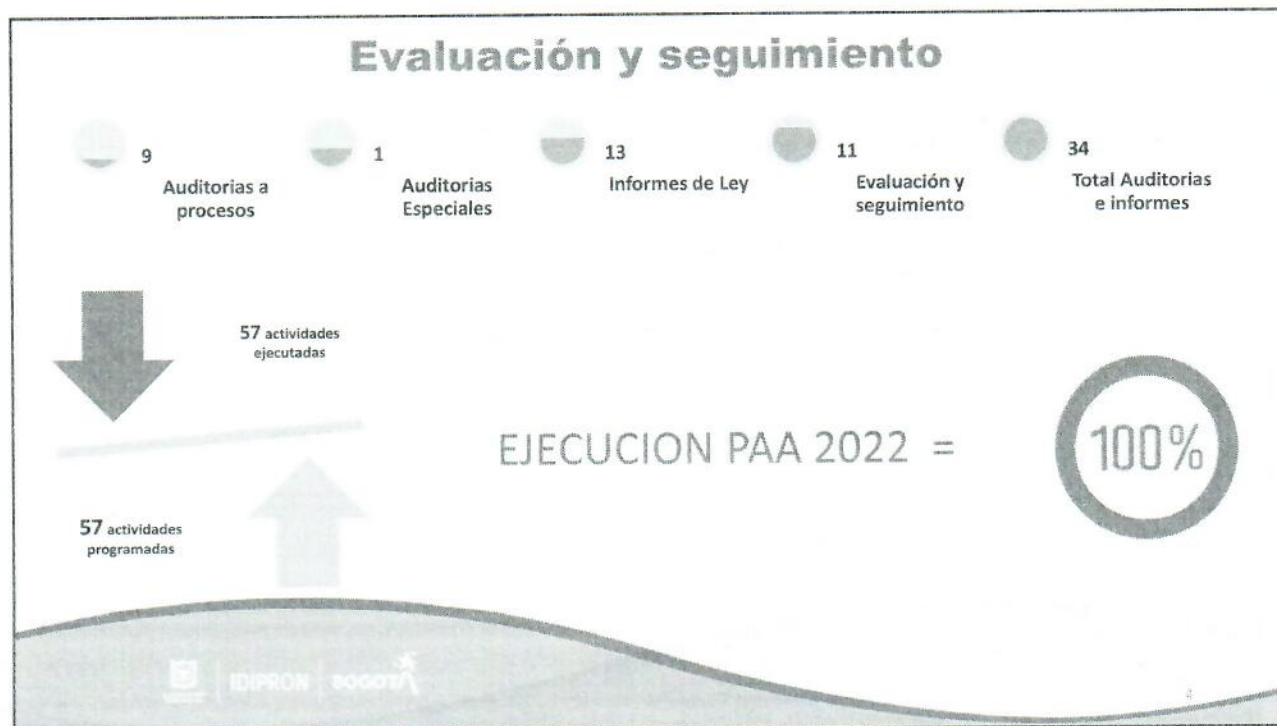 Evaluación y seguimiento
9
Auditorias a
procesos
1
Auditorias
Especiales
13
Informes de Ley
11
Evaluación y
seguimiento
34
Total Auditorias
e informes
57 actividades
ejecutadas
EJECUCION PAA 2022 =
100%
57 actividades
programadas
IDIPRON
BOGOTÁ
4